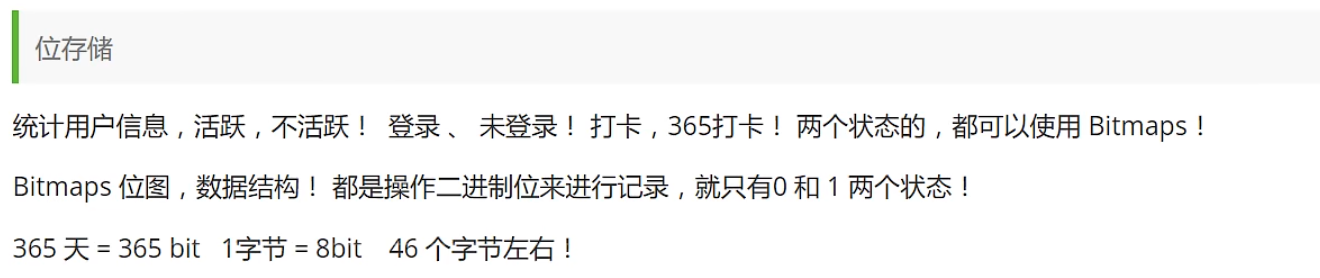 位存储
统计用户信息，活跃，不活跃！ 登录 、 未登录！ 打卡，365打卡！ 两个状态的，都可以使用 Bitmaps！
Bitmaps 位图，数据结构！ 都是操作二进制位来进行记录，就只有0 和 1 两个状态！
365 天 = 365 bit 1字节 = 8bit 46 个字节左右！